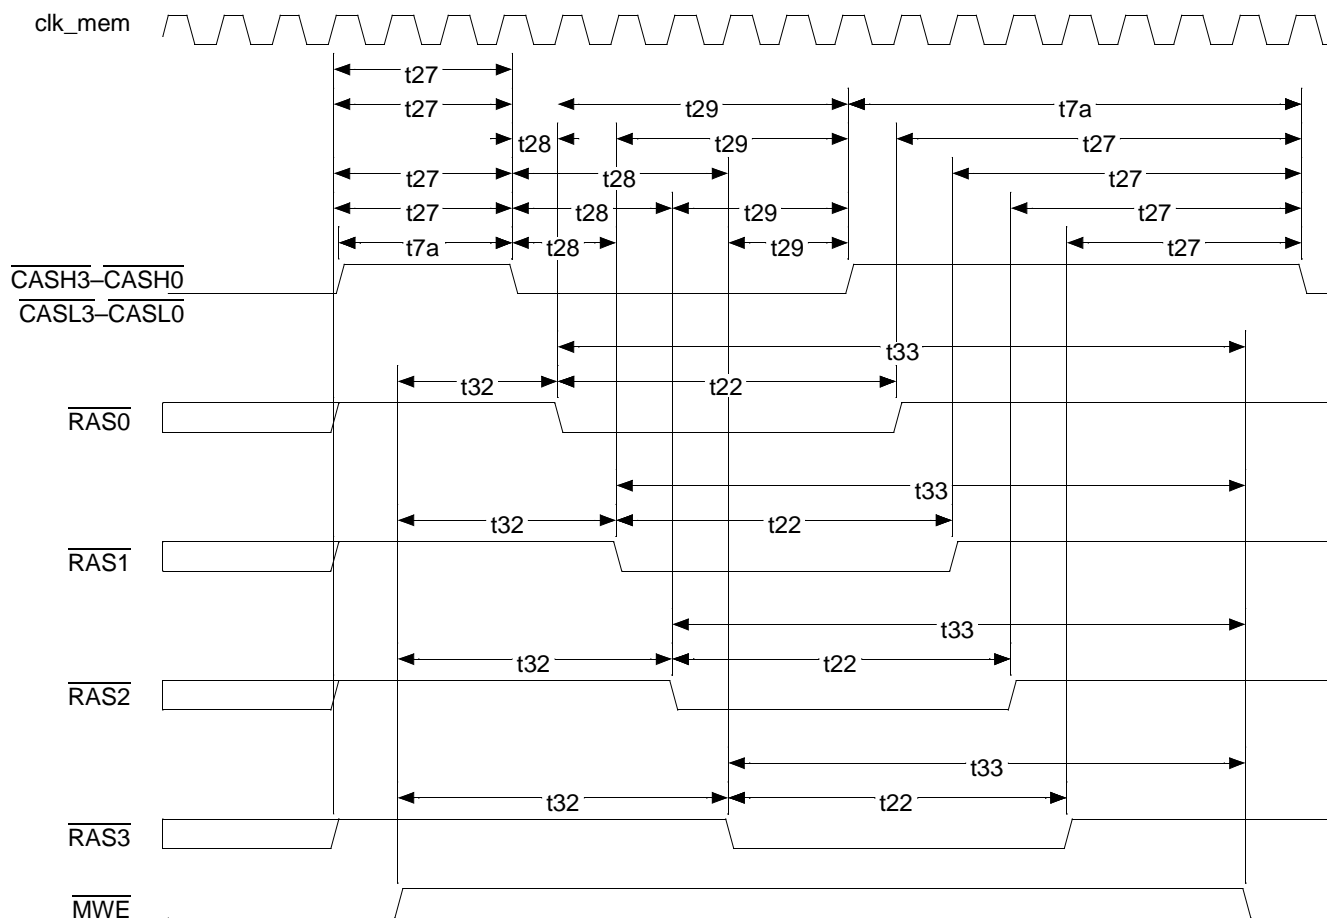 clk_mem
t27
t27 t29 t7a
t28 t29 t27
t27 t28 t27
t27 t28 t29 t27
t7a t28 t29 t27
CASH3–CASH0
CASL3–CASL0
t33
t32 t22
RAS0
t33
t32 t22
RAS1
t33
t32 t22
RAS2
t33
t32 t22
RAS3
MWE